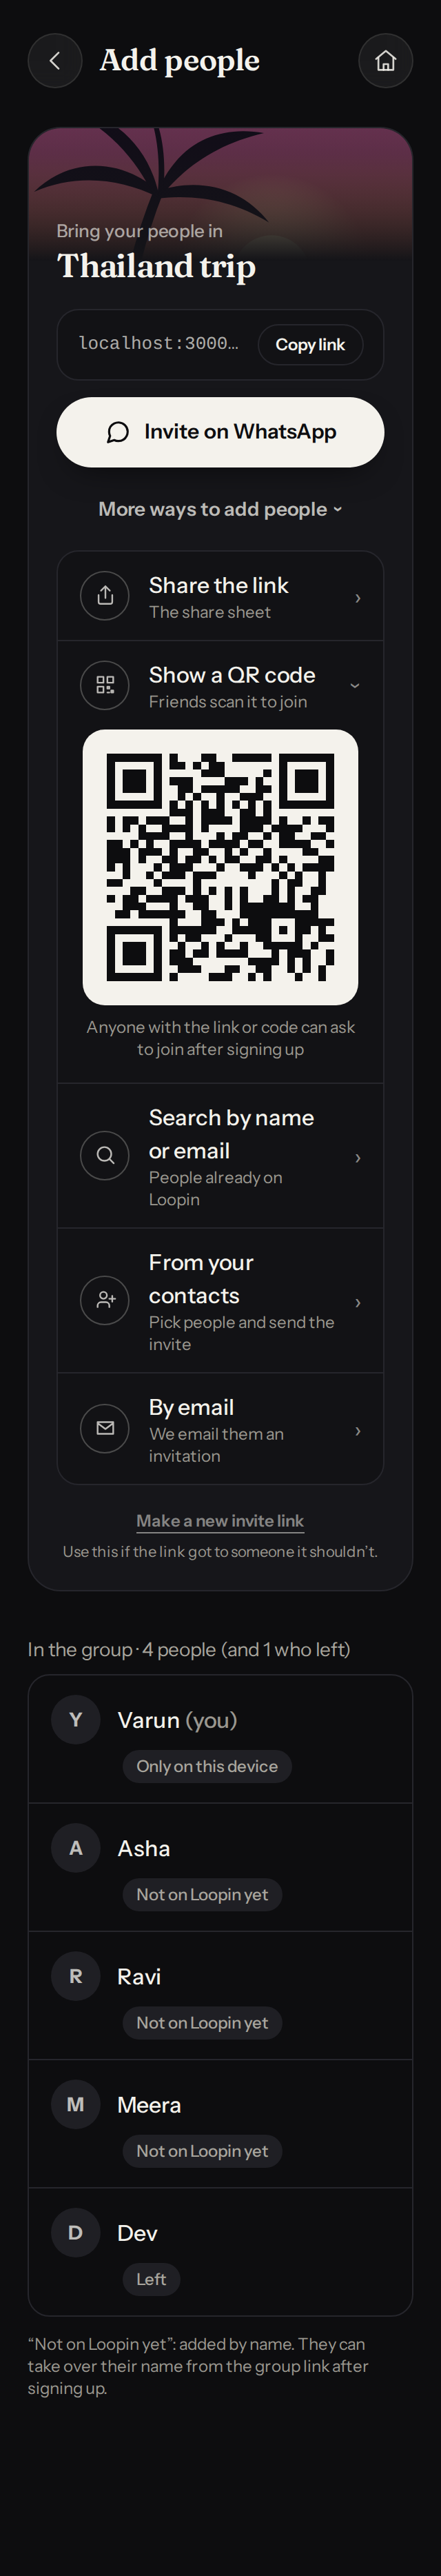 Add people
Bring your people in
Thailand trip
localhost:3000…
Copy link
Invite on WhatsApp
More ways to add people
Share the link
The share sheet
Show a QR code
Friends scan it to join
Anyone with the link or code can ask
to join after signing up
Search by name
or email
People already on
Loopin
From your
contacts
Pick people and send the
invite
By email
We email them an
invitation
Make a new invite link
Use this if the link got to someone it shouldn’t.
In the group · 4 people (and 1 who left)
Y
Varun (you)
Only on this device
A
Asha
Not on Loopin yet
R
Ravi
Not on Loopin yet
M
Meera
Not on Loopin yet
D
Dev
Left
“Not on Loopin yet”: added by name. They can
take over their name from the group link after
signing up.